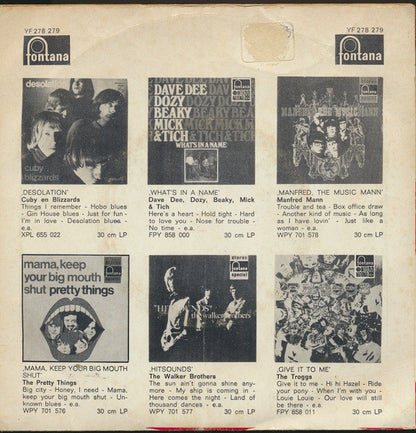 YF 278 279
YF 278 279
fontana
fontana
desolation
cuby
blizzards
DAVE DEE
DOZY
BEAKY
MICK
& TICH
WHAT'S IN A NAME
MANFRED, THE MUSIC MANN
‚DESOLATION'
Cuby en Blizzards
Things I remember - Hobo blues
- Gin House blues - Just for fun -
I'm in love - Desolation blues.
e.a.
XPL 655 022 30 cm LP
‚WHAT'S IN A NAME'
Dave Dee, Dozy, Beaky, Mick
& Tich
Here's a heart - Hold tight - Hard
to love you - Nose for trouble -
No time - e.a.
FPY 858 000 30 cm LP
‚MANFRED, THE MUSIC MANN'
Manfred Mann
Trouble and tea - Box office draw
- Another kind of music - As long
as I have lovin' - Just like a
woman - e.a.
WPY 701 578 30 cm LP
mama, keep
your big mouth
shut pretty things
"HITSOUNDS"
the walker brothers
fontana
special
‚MAMA, KEEP YOUR BIG MOUTH
SHUT'
The Pretty Things
Big city - Honey, I need - Mama,
keep your big mouth shut - Un-
known blues - e.a.
WPY 701 576 30 cm LP
‚HITSOUNDS'
The Walker Brothers
The sun ain't gonna shine any-
more - My ship is coming in -
Here comes the night - Land of
thousand dances - e.a.
WPY 701 577 30 cm LP
‚GIVE IT TO ME'
The Troggs
Give it to me - Hi hi Hazel - Ride
your pony - When I'm with you -
Louie Louie - Our love will still
be there - e.a.
FPY 858 011 30 cm LP